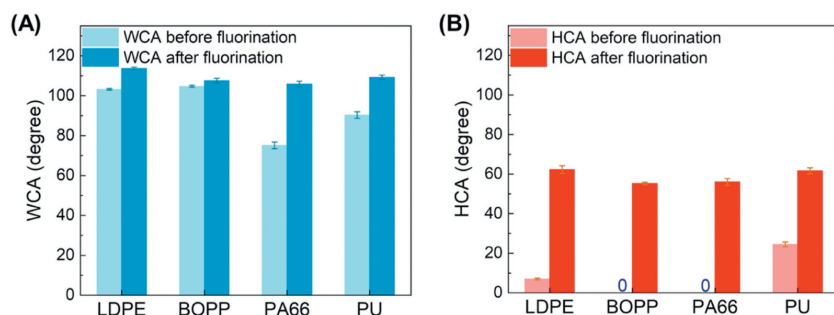 (A)
WCA before fluorination
WCA after fluorination
120
100
80
60
40
20
0
WCA (degree)
LDPE BOPP PA66 PU
(B)
HCA before fluorination
HCA after fluorination
120
100
80
60
40
20
0
HCA (degree)
0 0
LDPE BOPP PA66 PU